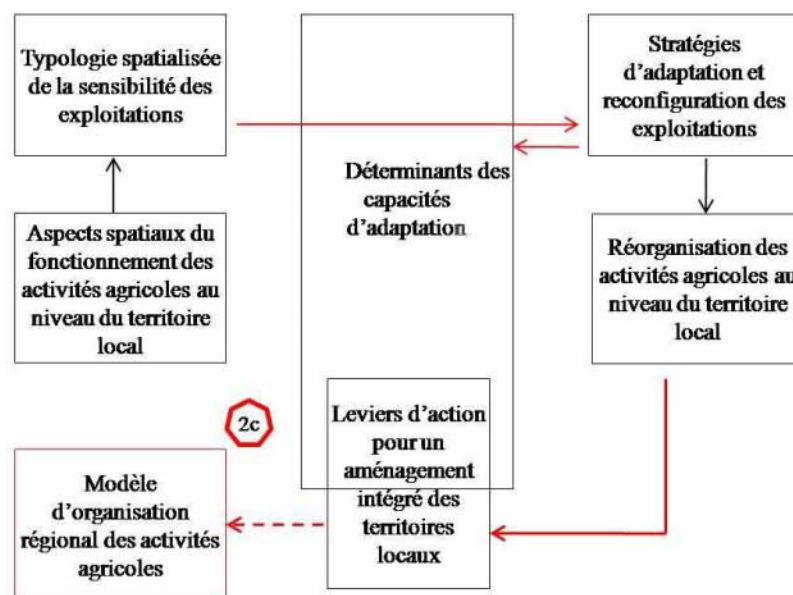 Typologie spatialisée
de la sensibilité des
exploitations
Stratégies
d'adaptation et
reconfiguration des
exploitations
Déterminants des
capacités
d'adaptation
Aspects spatiaux du
fonctionnement des
activités agricoles au
niveau du territoire
local
Réorganisation des
activités agricoles au
niveau du territoire
local
2c
Leviers d'action
pour un
aménagement
intégré des
territoires
locaux
Modèle
d'organisation
régional des activités
agricoles